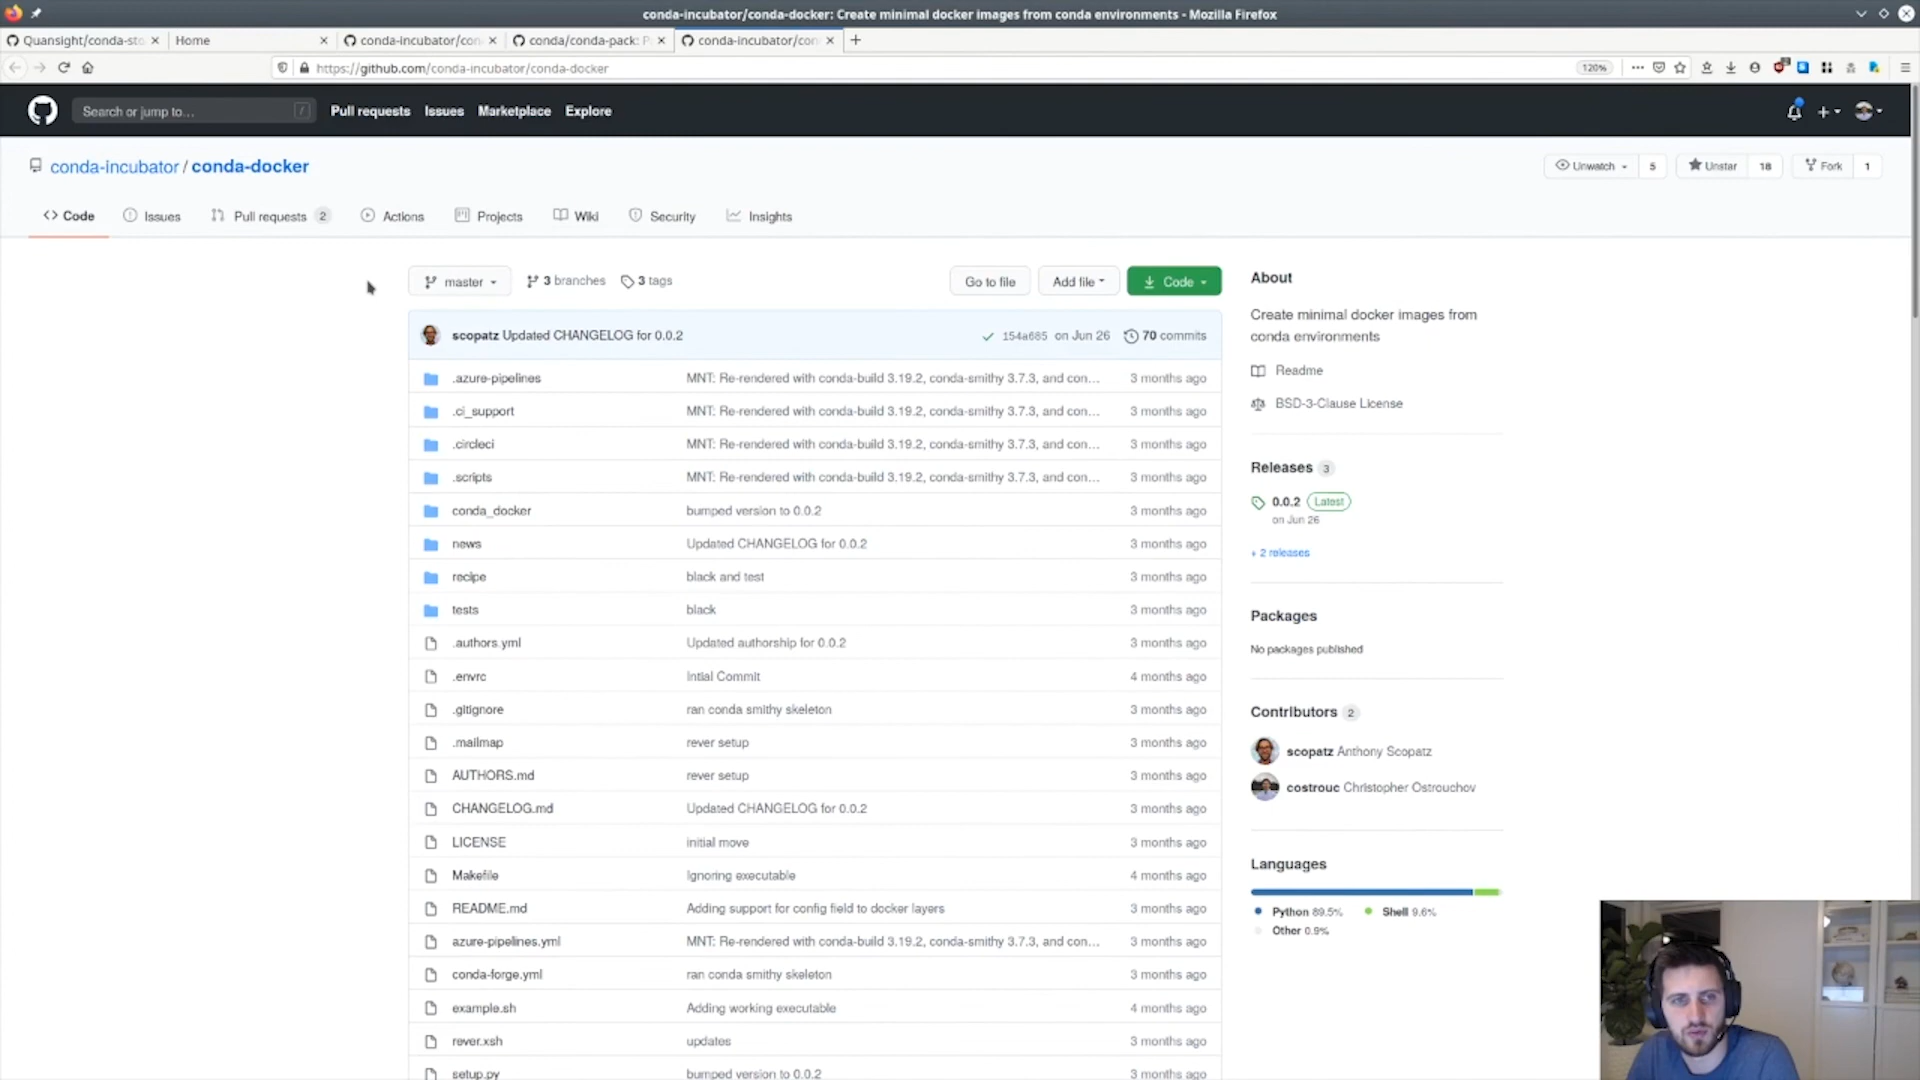 conda-incubator/conda-docker: Create minimal docker images from conda environments - Mozilla Firefox
Quansight/conda-sto
Home
conda-incubator/con
conda/conda-pack: P
conda-incubator/con
https://github.com/conda-incubator/conda-docker
120%
Search or jump to...
/
Pull requests
Issues
Marketplace
Explore
conda-incubator / conda-docker
Unwatch
5
Unstar
18
Fork
1
Code
Issues
Pull requests 2
Actions
Projects
Wiki
Security
Insights
master
3 branches
3 tags
Go to file
Add file
Code
scopatz Updated CHANGELOG for 0.0.2
154a685 on Jun 26
70 commits
.azure-pipelines MNT: Re-rendered with conda-build 3.19.2, conda-smithy 3.7.3, and con... 3 months ago
.ci_support MNT: Re-rendered with conda-build 3.19.2, conda-smithy 3.7.3, and con... 3 months ago
.circleci MNT: Re-rendered with conda-build 3.19.2, conda-smithy 3.7.3, and con... 3 months ago
.scripts MNT: Re-rendered with conda-build 3.19.2, conda-smithy 3.7.3, and con... 3 months ago
conda_docker bumped version to 0.0.2 3 months ago
news Updated CHANGELOG for 0.0.2 3 months ago
recipe black and test 3 months ago
tests black 3 months ago
.authors.yml Updated authorship for 0.0.2 3 months ago
.envrc Intial Commit 4 months ago
.gitignore ran conda smithy skeleton 3 months ago
.mailmap rever setup 3 months ago
AUTHORS.md rever setup 3 months ago
CHANGELOG.md Updated CHANGELOG for 0.0.2 3 months ago
LICENSE initial move 3 months ago
Makefile Ignoring executable 4 months ago
README.md Adding support for config field to docker layers 3 months ago
azure-pipelines.yml MNT: Re-rendered with conda-build 3.19.2, conda-smithy 3.7.3, and con... 3 months ago
conda-forge.yml ran conda smithy skeleton 3 months ago
example.sh Adding working executable 4 months ago
rever.xsh updates 3 months ago
setup.py bumped version to 0.0.2 3 months ago
About
Create minimal docker images from
conda environments
Readme
BSD-3-Clause License
Releases 3
0.0.2 Latest
on Jun 26
+ 2 releases
Packages
No packages published
Contributors 2
scopatz Anthony Scopatz
costrouc Christopher Ostrouchov
Languages
Python 89.5%
Shell 9.6%
Other 0.9%